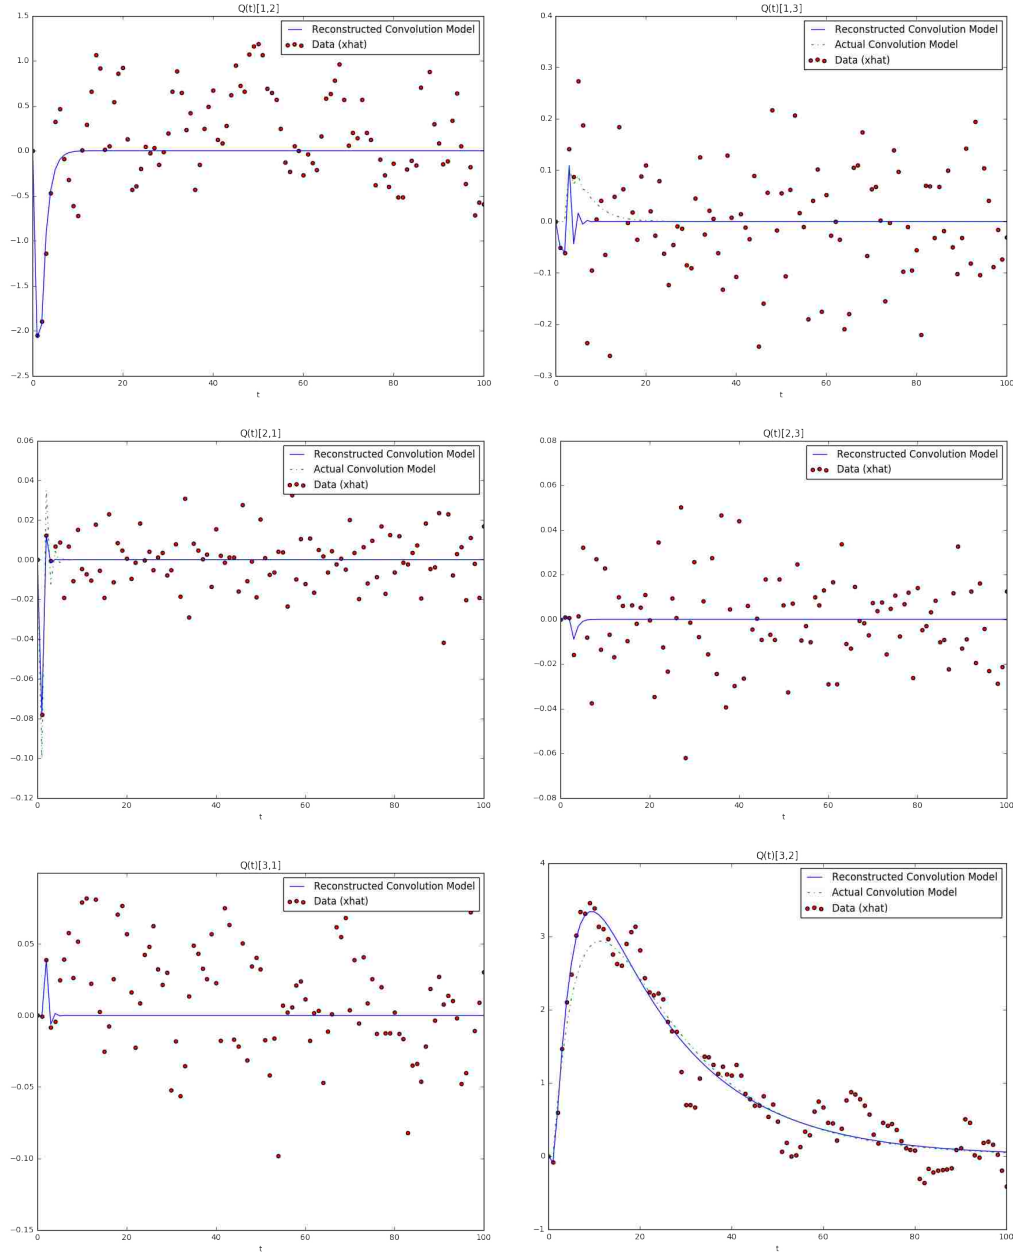 Q(t)[1,2]
Reconstructed Convolution Model
Data (xhat)
1.5
1.0
0.5
0.0
−0.5
−1.0
−1.5
−2.0
−2.5
0 20 40 60 80 100
t
Q(t)[1,3]
Reconstructed Convolution Model
Actual Convolution Model
Data (xhat)
0.4
0.3
0.2
0.1
0.0
−0.1
−0.2
−0.3
0 20 40 60 80 100
t
Q(t)[2,1]
Reconstructed Convolution Model
Actual Convolution Model
Data (xhat)
0.06
0.04
0.02
0.00
−0.02
−0.04
−0.06
−0.08
−0.10
−0.12
0 20 40 60 80 100
t
Q(t)[2,3]
Reconstructed Convolution Model
Data (xhat)
0.08
0.06
0.04
0.02
0.00
−0.02
−0.04
−0.06
−0.08
0 20 40 60 80 100
t
Q(t)[3,1]
Reconstructed Convolution Model
Data (xhat)
0.05
0.00
−0.05
−0.10
−0.15
0 20 40 60 80 100
t
Q(t)[3,2]
Reconstructed Convolution Model
Actual Convolution Model
Data (xhat)
4
3
2
1
0
−1
0 20 40 60 80 100
t